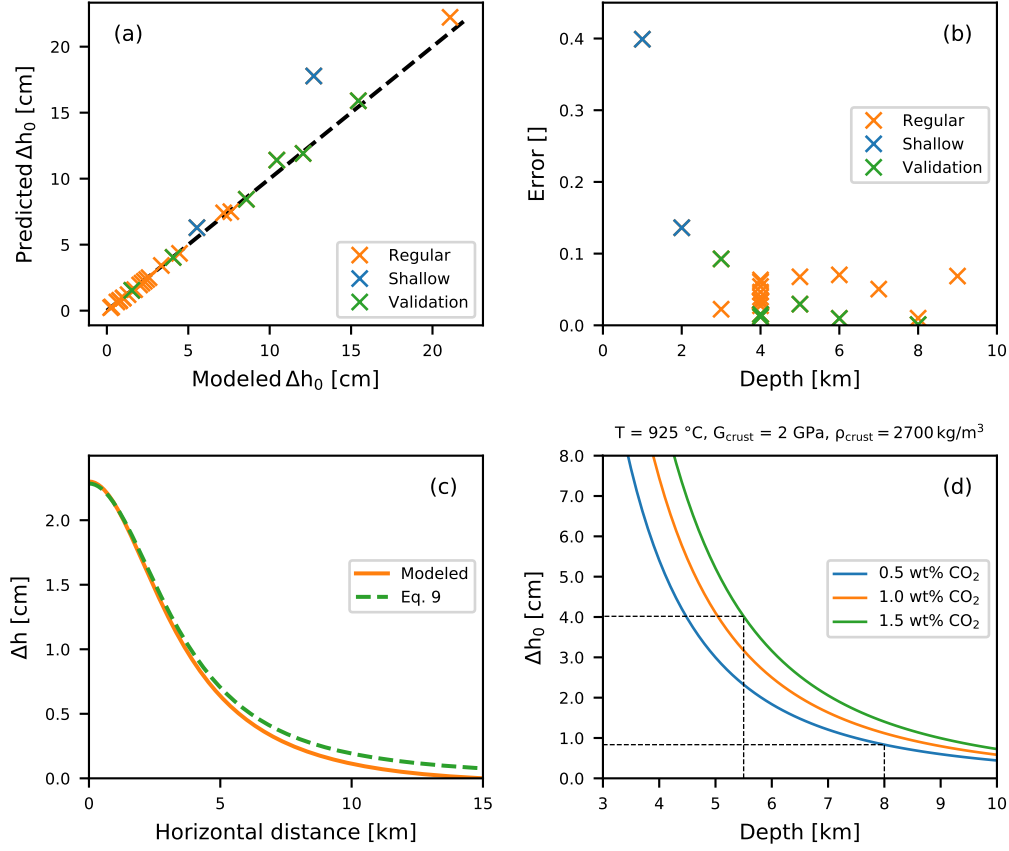 (a)
Predicted Δh₀ [cm]
20
15
10
5
0
0 5 10 15 20
Modeled Δh₀ [cm]
Regular
Shallow
Validation
(b)
Error []
0.4
0.3
0.2
0.1
0.0
0 2 4 6 8 10
Depth [km]
Regular
Shallow
Validation
(c)
Δh [cm]
2.0
1.5
1.0
0.5
0.0
0 5 10 15
Horizontal distance [km]
Modeled
Eq. 9
T = 925 °C, G_crust = 2 GPa, ρ_crust = 2700 kg/m³
(d)
Δh₀ [cm]
8.0
7.0
6.0
5.0
4.0
3.0
2.0
1.0
0.0
3 4 5 6 7 8 9 10
Depth [km]
0.5 wt% CO₂
1.0 wt% CO₂
1.5 wt% CO₂